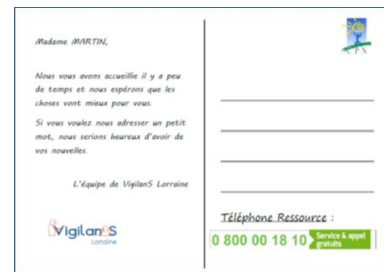 Madame MARTIN,
Nous vous avons accueillie il y a peu
de temps et nous espérons que les
choses vont mieux pour vous.
Si vous voulez nous adresser un petit
mot, nous serions heureux d'avoir de
vos nouvelles.
L'équipe de VigilanS Lorraine
VigilanS
Lorraine
Téléphone Ressource :
0 800 00 18 10 Service & appel
gratuits